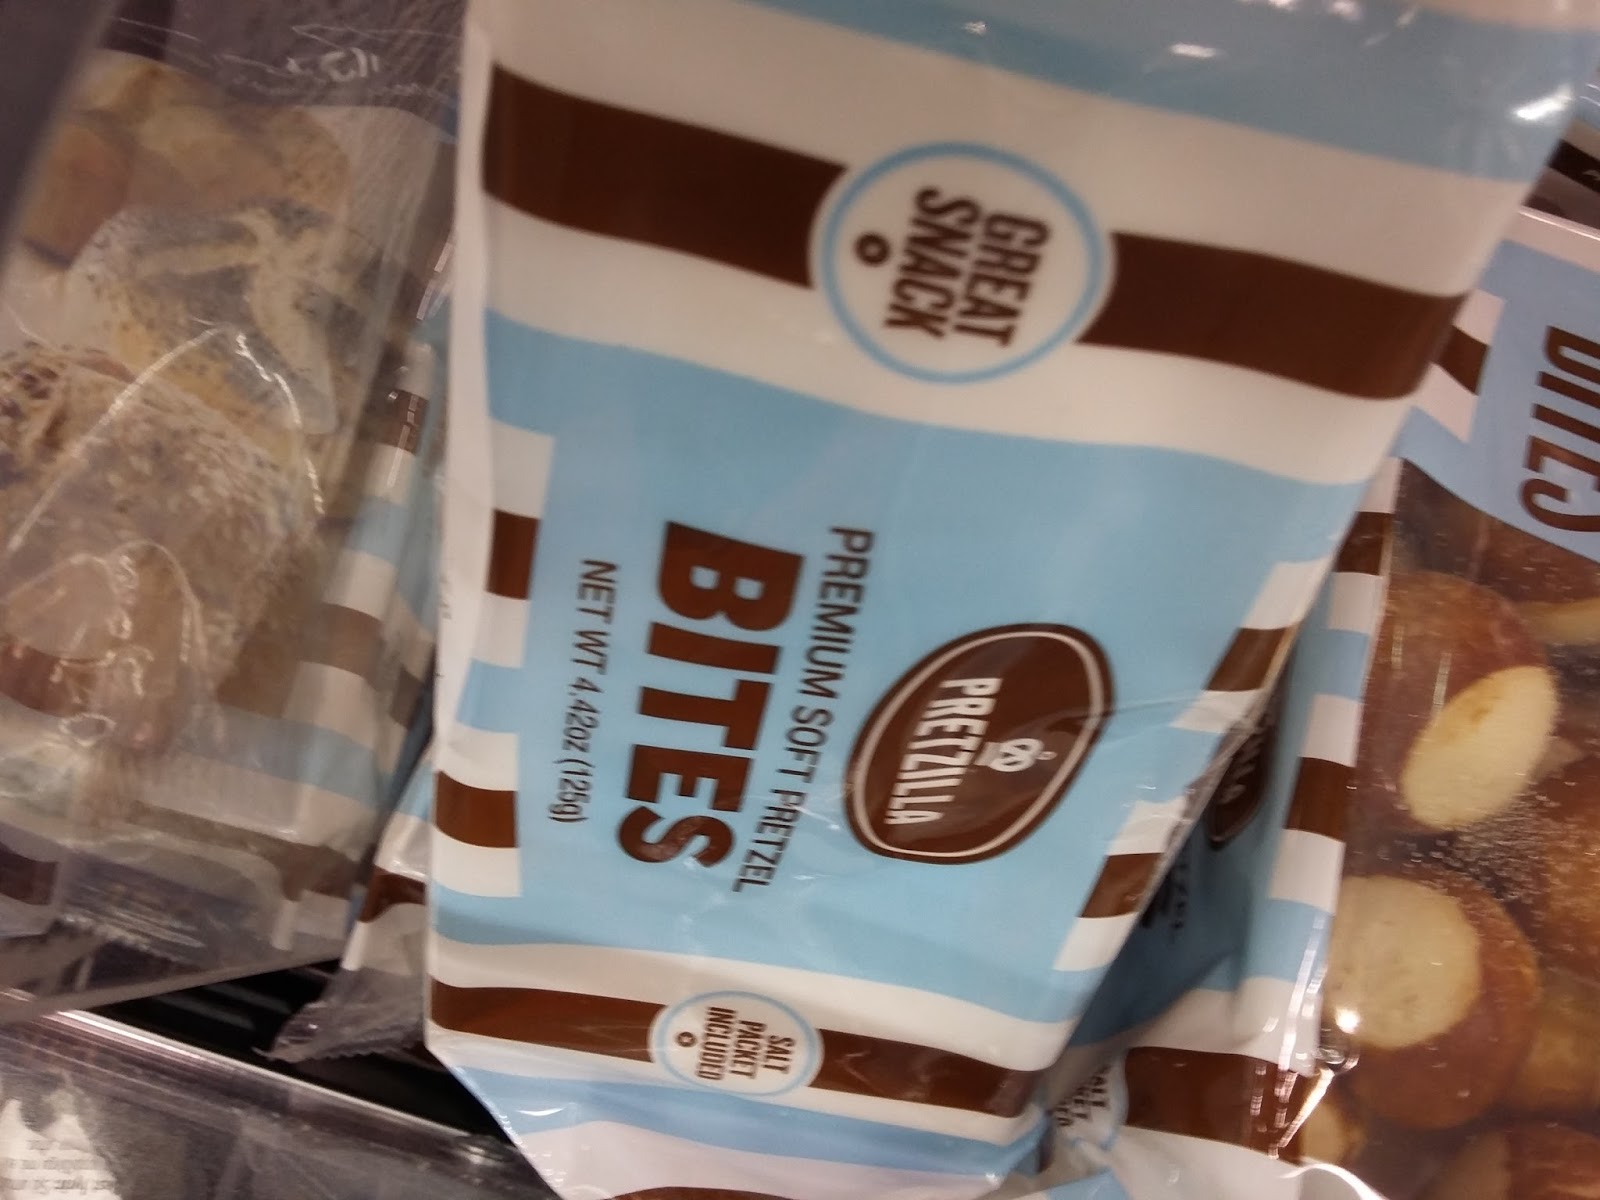 GREAT
SNACK
PRETZILLA
PREMIUM SOFT PRETZEL
BITES
NET WT 4.42oz (125g)
SALT
PACKET
INCLUDED
BITES